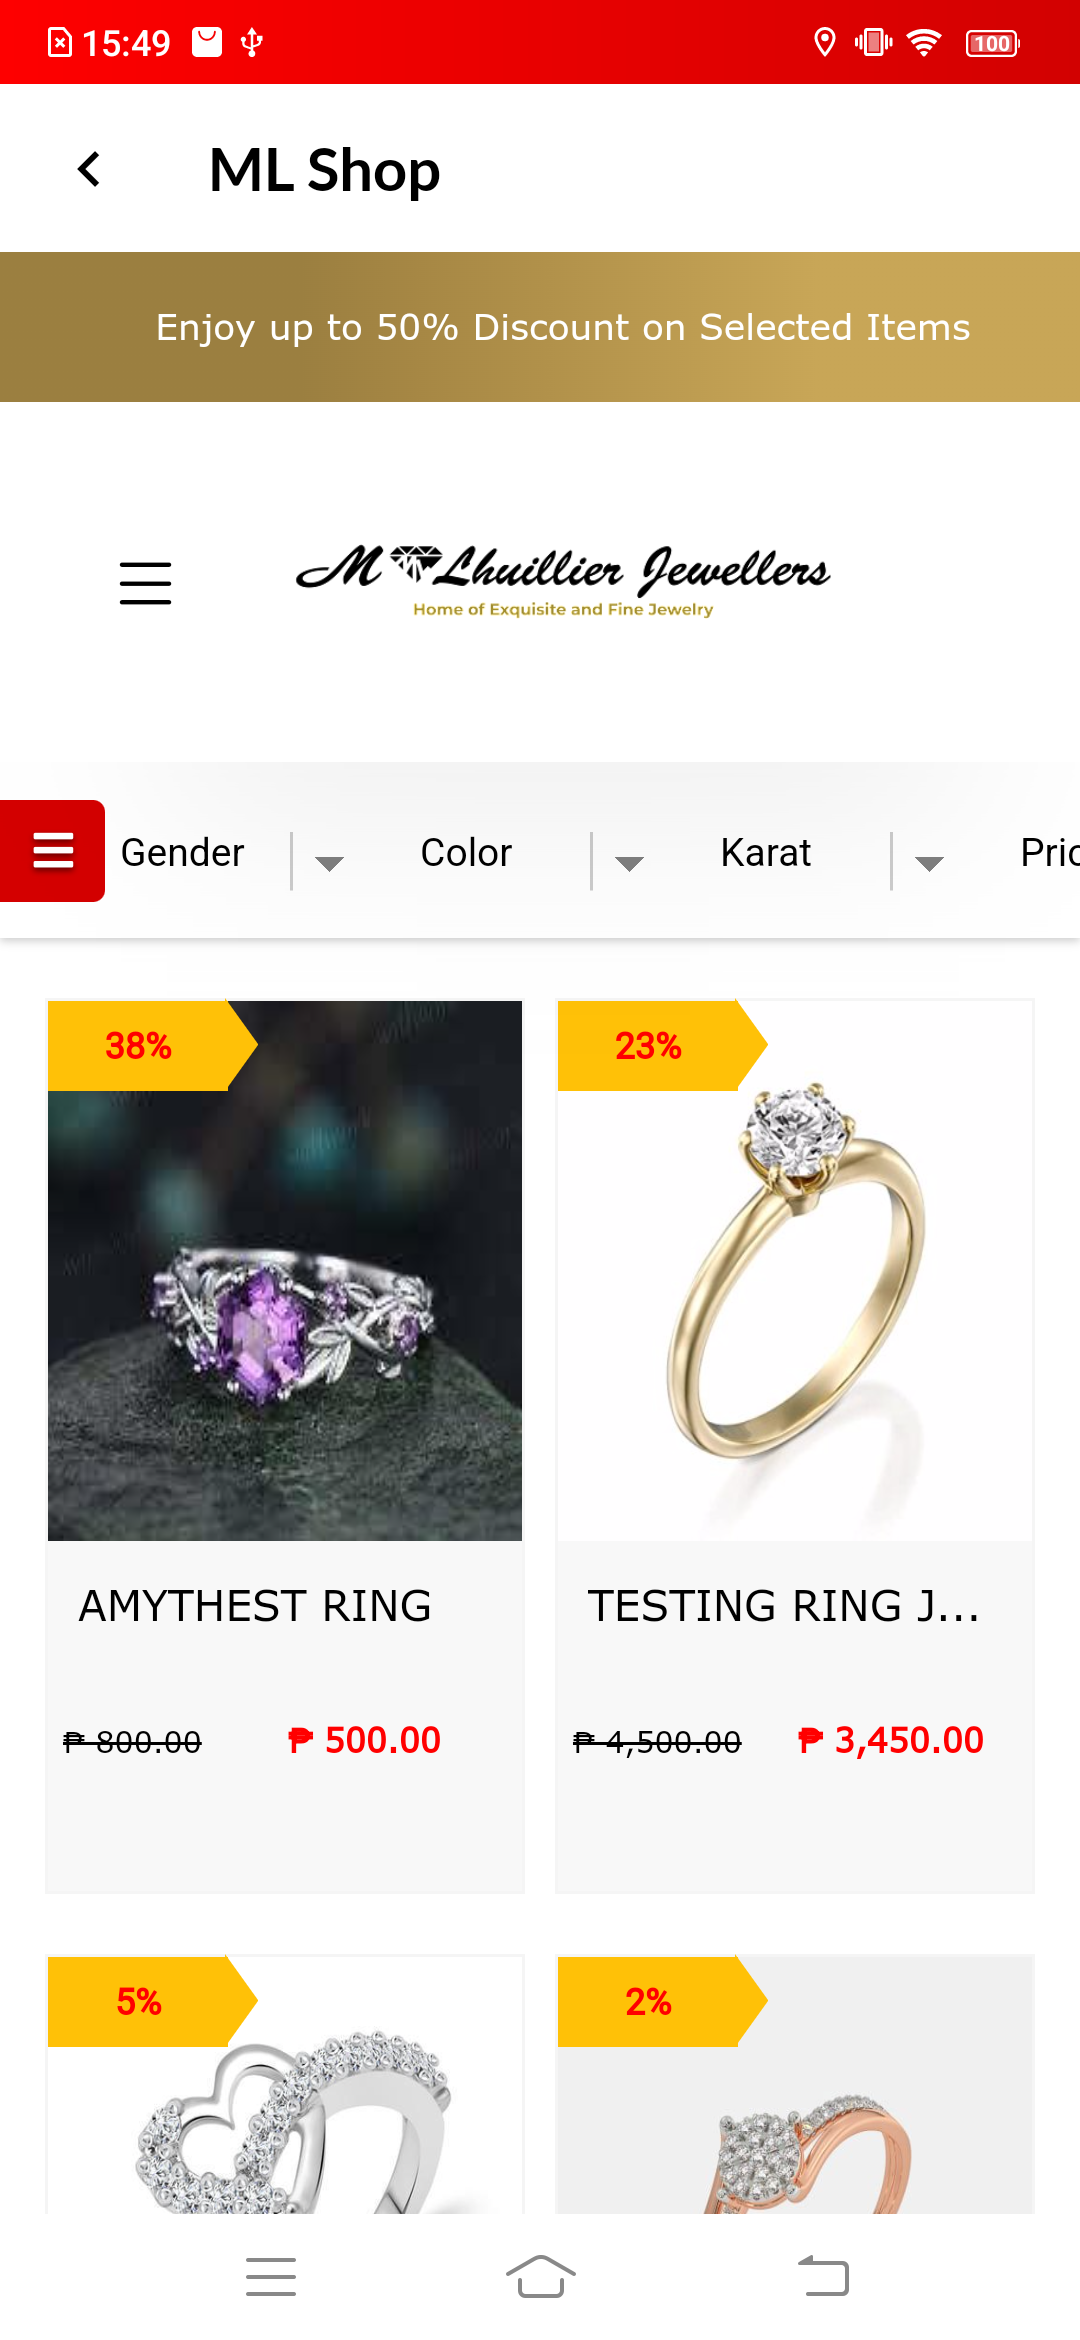 15:49
100
ML Shop
Enjoy up to 50% Discount on Selected Items
M Lhuillier Jewellers
Home of Exquisite and Fine Jewelry
Gender Color Karat Pric
38%
23%
AMYTHEST RING
TESTING RING J...
₱ 800.00 ₱ 500.00
₱ 4,500.00 ₱ 3,450.00
5%
2%